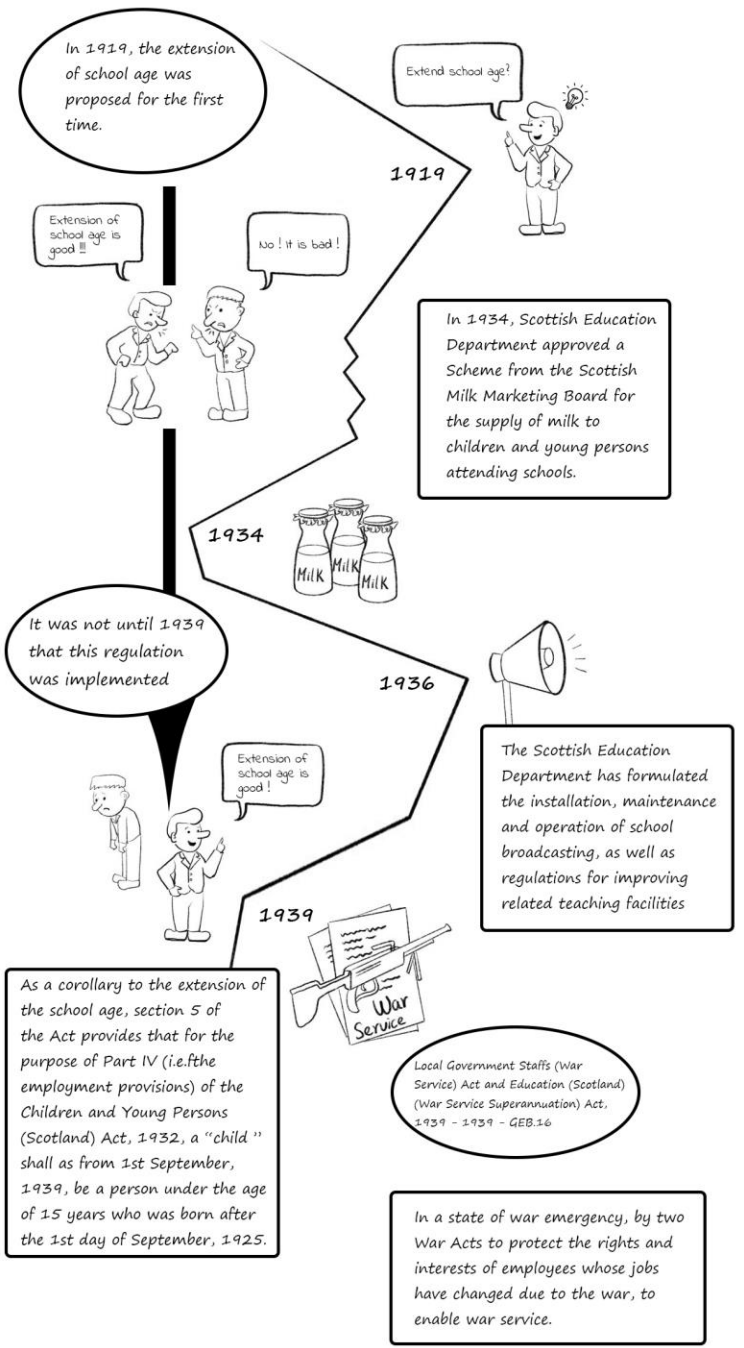 In 1919, the extension
of school age was
proposed for the first
time.
Extend school age?
1919
Extension of
school age is
good !!!
No ! it is bad !
In 1934, Scottish Education
Department approved a
Scheme from the Scottish
Milk Marketing Board for
the supply of milk to
children and young persons
attending schools.
1934
Milk
Milk
Milk
It was not until 1939
that this regulation
was implemented
1936
The Scottish Education
Department has formulated
the installation, maintenance
and operation of school
broadcasting, as well as
regulations for improving
related teaching facilities
Extension of
school age is
good !
1939
War
Service
As a corollary to the extension of
the school age, section 5 of
the Act provides that for the
purpose of Part IV (i.e.fthe
employment provisions) of the
Children and Young Persons
(Scotland) Act, 1932, a “child ”
shall as from 1st September,
1939, be a person under the age
of 15 years who was born after
the 1st day of September, 1925.
Local Government Staffs (War
Service) Act and Education (Scotland)
(War Service Superannuation) Act,
1939 - 1939 - GEB.16
In a state of war emergency, by two
War Acts to protect the rights and
interests of employees whose jobs
have changed due to the war, to
enable war service.